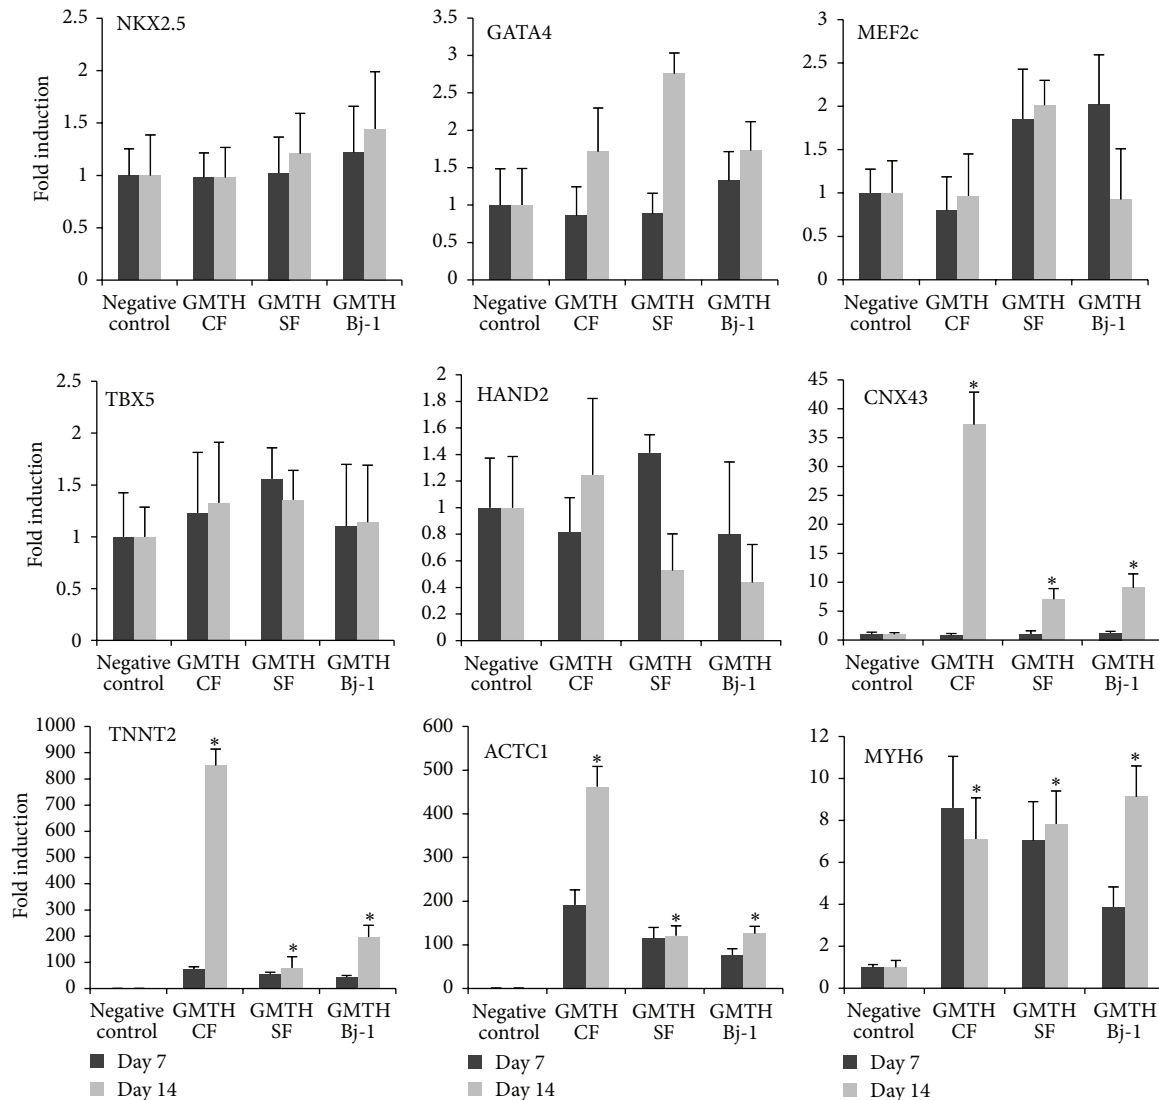 NKX2.5
Fold induction
2.5
2
1.5
1
0.5
0
Negative control
GMTH CF
GMTH SF
GMTH Bj-1
GATA4
3.5
3
2.5
2
1.5
1
0.5
0
Negative control
GMTH CF
GMTH SF
GMTH Bj-1
MEF2c
3
2.5
2
1.5
1
0.5
0
Negative control
GMTH CF
GMTH SF
GMTH Bj-1
TBX5
Fold induction
2.5
2
1.5
1
0.5
0
Negative control
GMTH CF
GMTH SF
GMTH Bj-1
HAND2
2
1.8
1.6
1.4
1.2
1
0.8
0.6
0.4
0.2
0
Negative control
GMTH CF
GMTH SF
GMTH Bj-1
CNX43
45
40
35
30
25
20
15
10
5
0
*
*
*
Negative control
GMTH CF
GMTH SF
GMTH Bj-1
TNNT2
Fold induction
1000
900
800
700
600
500
400
300
200
100
0
*
*
*
Negative control
GMTH CF
GMTH SF
GMTH Bj-1
Day 7
Day 14
ACTC1
600
500
400
300
200
100
0
*
*
*
Negative control
GMTH CF
GMTH SF
GMTH Bj-1
Day 7
Day 14
MYH6
12
10
8
6
4
2
0
*
*
*
Negative control
GMTH CF
GMTH SF
GMTH Bj-1
Day 7
Day 14